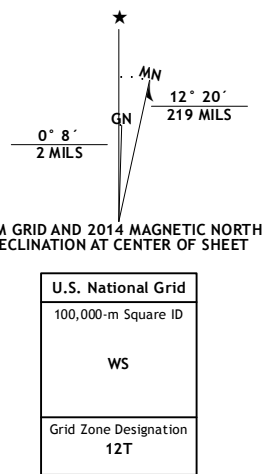 MN
GN
12° 20´
219 MILS
0° 8´
2 MILS
M GRID AND 2014 MAGNETIC NORTH
ECLINATION AT CENTER OF SHEET
U.S. National Grid
100,000-m Square ID
WS
Grid Zone Designation
12T